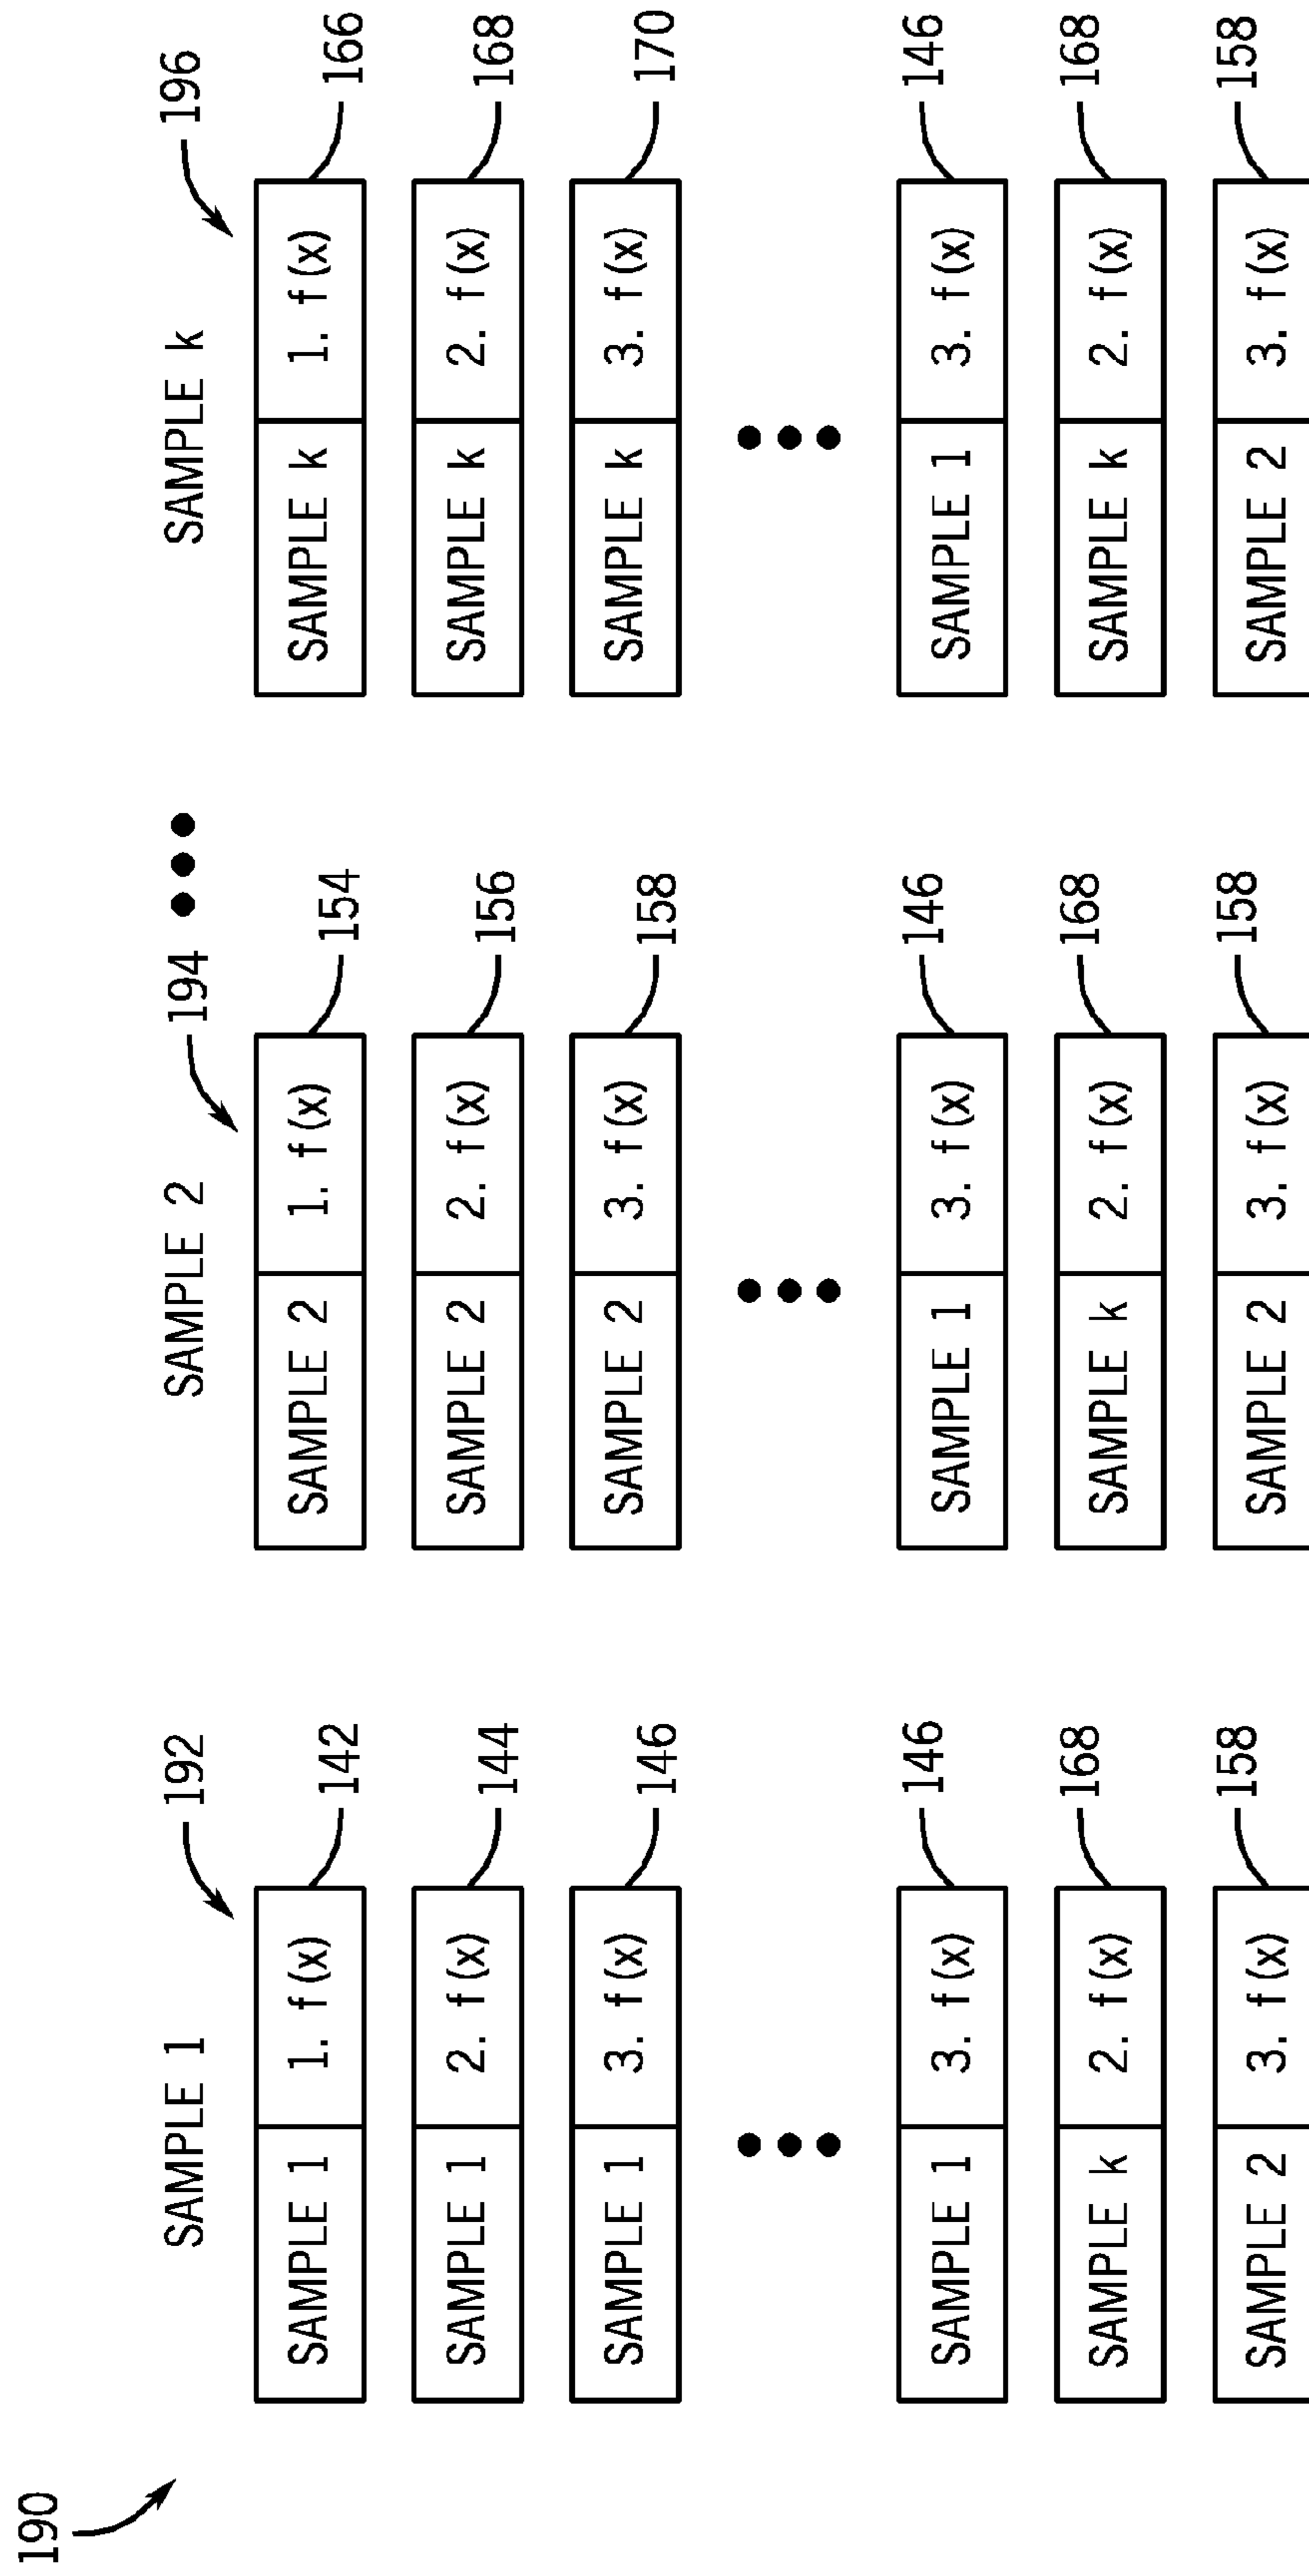 190
SAMPLE 1 192
SAMPLE 2 194
SAMPLE k 196
SAMPLE 1 1. f(x) 142
SAMPLE 2 1. f(x) 154
SAMPLE k 1. f(x) 166
SAMPLE 1 2. f(x) 144
SAMPLE 2 2. f(x) 156
SAMPLE k 2. f(x) 168
SAMPLE 1 3. f(x) 146
SAMPLE 2 3. f(x) 158
SAMPLE k 3. f(x) 170
SAMPLE 1 3. f(x) 146
SAMPLE 1 3. f(x) 146
SAMPLE 1 3. f(x) 146
SAMPLE k 2. f(x) 168
SAMPLE k 2. f(x) 168
SAMPLE k 2. f(x) 168
SAMPLE 2 3. f(x) 158
SAMPLE 2 3. f(x) 158
SAMPLE 2 3. f(x) 158